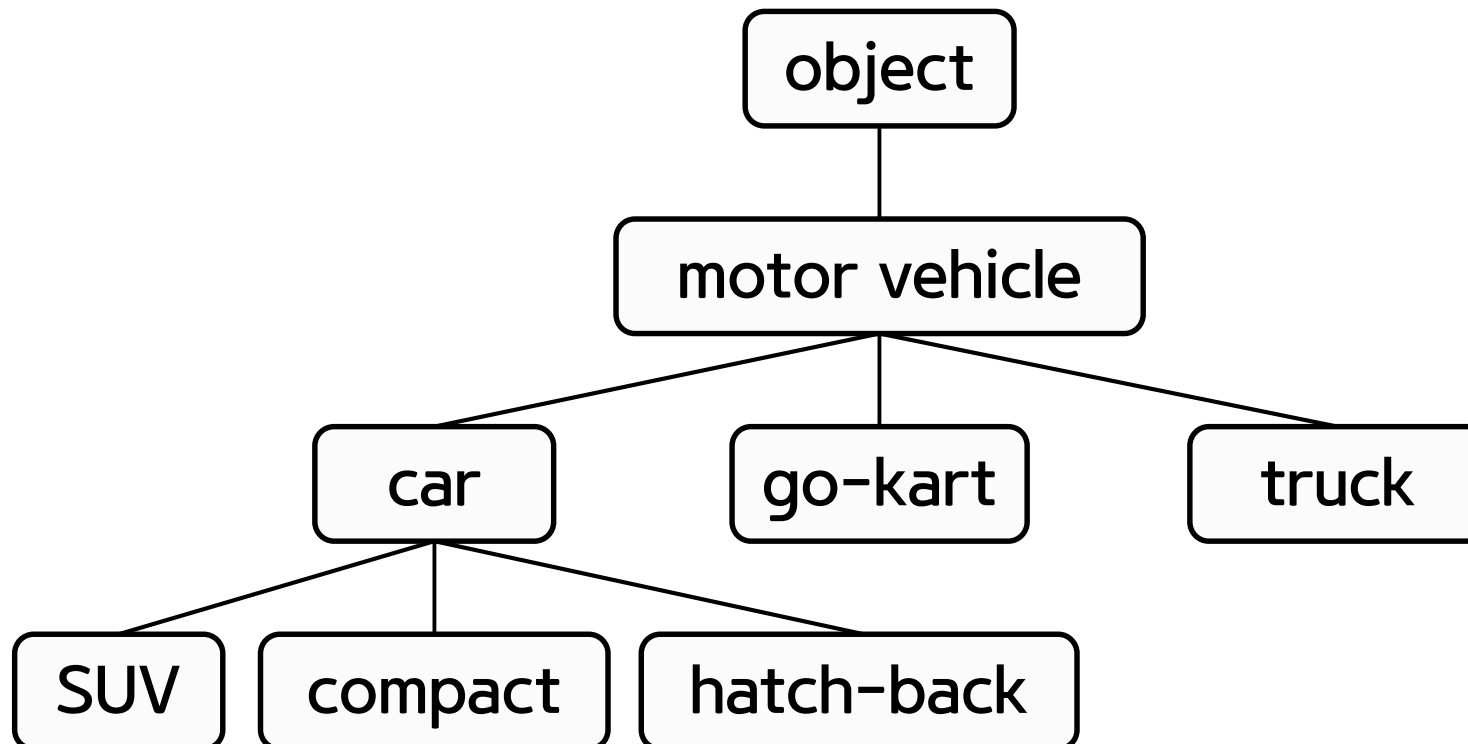 object
motor vehicle
car
go-kart
truck
SUV
compact
hatch-back